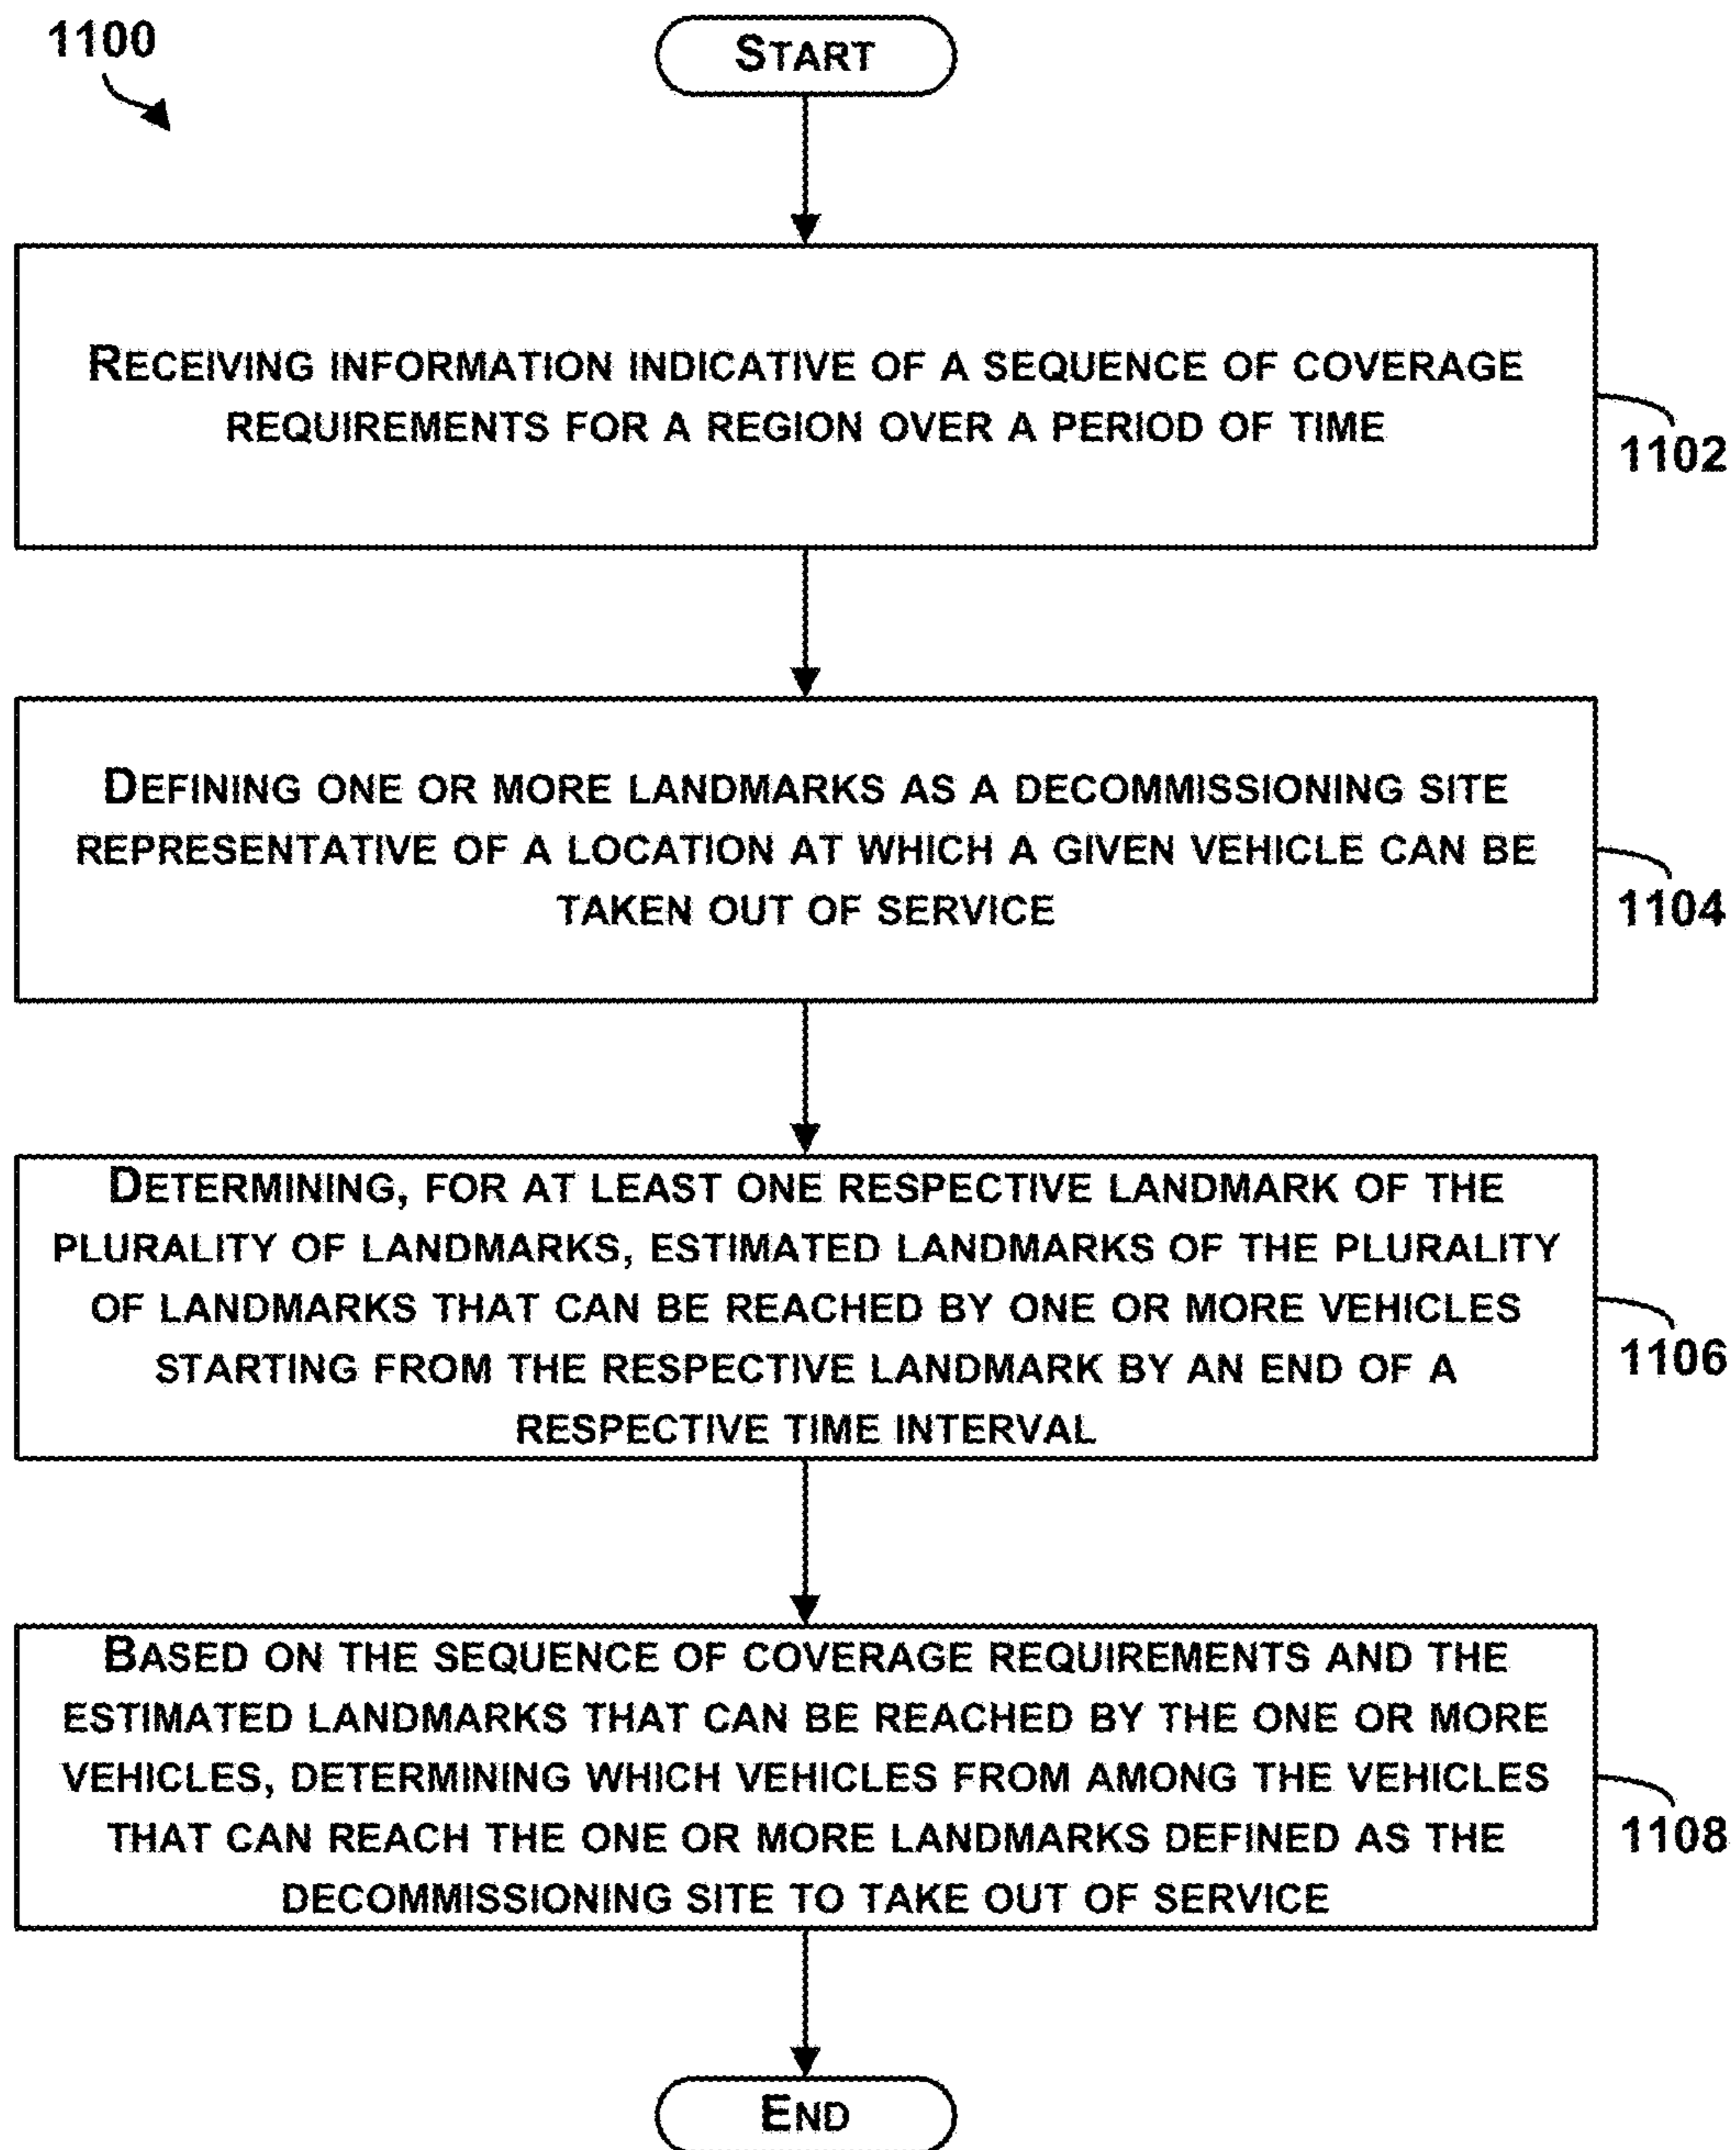 1100
START
RECEIVING INFORMATION INDICATIVE OF A SEQUENCE OF COVERAGE
REQUIREMENTS FOR A REGION OVER A PERIOD OF TIME
1102
DEFINING ONE OR MORE LANDMARKS AS A DECOMMISSIONING SITE
REPRESENTATIVE OF A LOCATION AT WHICH A GIVEN VEHICLE CAN BE
TAKEN OUT OF SERVICE
1104
DETERMINING, FOR AT LEAST ONE RESPECTIVE LANDMARK OF THE
PLURALITY OF LANDMARKS, ESTIMATED LANDMARKS OF THE PLURALITY
OF LANDMARKS THAT CAN BE REACHED BY ONE OR MORE VEHICLES
STARTING FROM THE RESPECTIVE LANDMARK BY AN END OF A
RESPECTIVE TIME INTERVAL
1106
BASED ON THE SEQUENCE OF COVERAGE REQUIREMENTS AND THE
ESTIMATED LANDMARKS THAT CAN BE REACHED BY THE ONE OR MORE
VEHICLES, DETERMINING WHICH VEHICLES FROM AMONG THE VEHICLES
THAT CAN REACH THE ONE OR MORE LANDMARKS DEFINED AS THE
DECOMMISSIONING SITE TO TAKE OUT OF SERVICE
1108
END